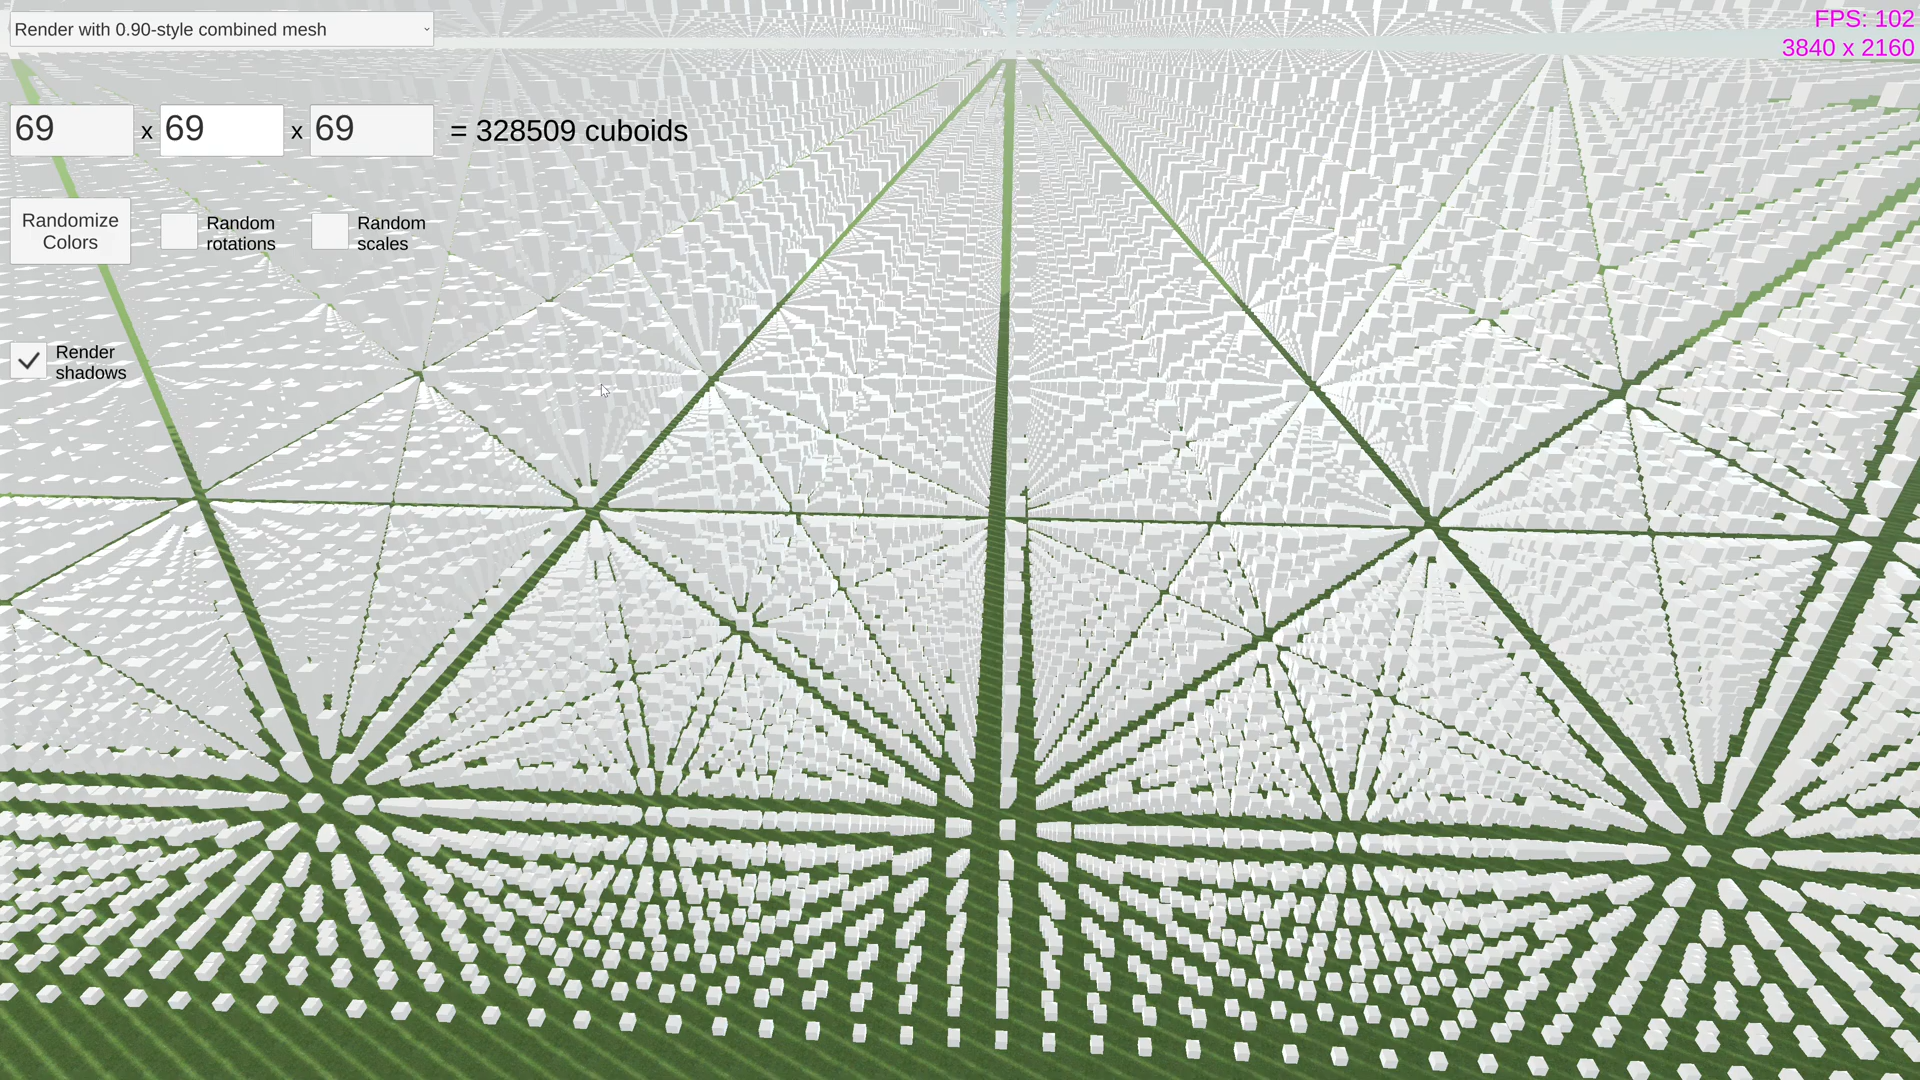 Render with 0.90-style combined mesh
FPS: 102
3840 x 2160
69 x 69 x 69 = 328509 cuboids
Randomize
Colors
Random
rotations
Random
scales
Render
shadows